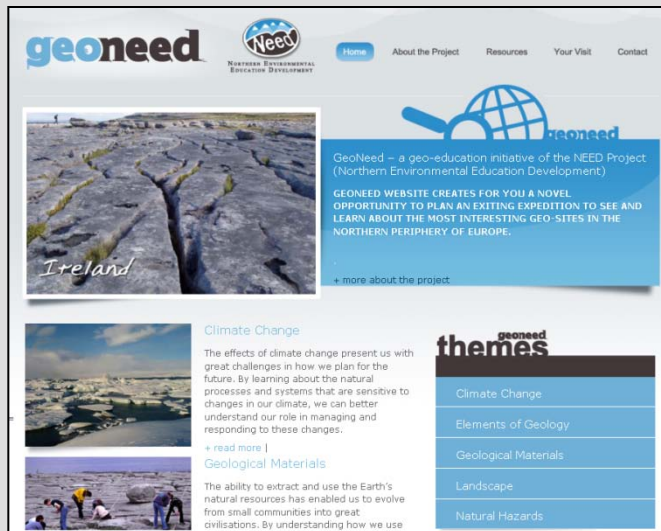 geoneed
Need
NORTHERN ENVIRONMENTAL
EDUCATION DEVELOPMENT
Home About the Project Resources Your Visit Contact
geoneed
GeoNeed – a geo-education initiative of the NEED Project
(Northern Environmental Education Development)
GEONEED WEBSITE CREATES FOR YOU A NOVEL
OPPORTUNITY TO PLAN AN EXITING EXPEDITION TO SEE AND
LEARN ABOUT THE MOST INTERESTING GEO-SITES IN THE
NORTHERN PERIPHERY OF EUROPE.
.
+ more about the project
Ireland
Climate Change
The effects of climate change present us with
great challenges in how we plan for the
future. By learning about the natural
processes and systems that are sensitive to
changes in our climate, we can better
understand our role in managing and
responding to these changes.
+ read more |
Geological Materials
The ability to extract and use the Earth's
natural resources has enabled us to evolve
from small communities into great
civilisations. By understanding how we use
geoneed
themes
Climate Change
Elements of Geology
Geological Materials
Landscape
Natural Hazards